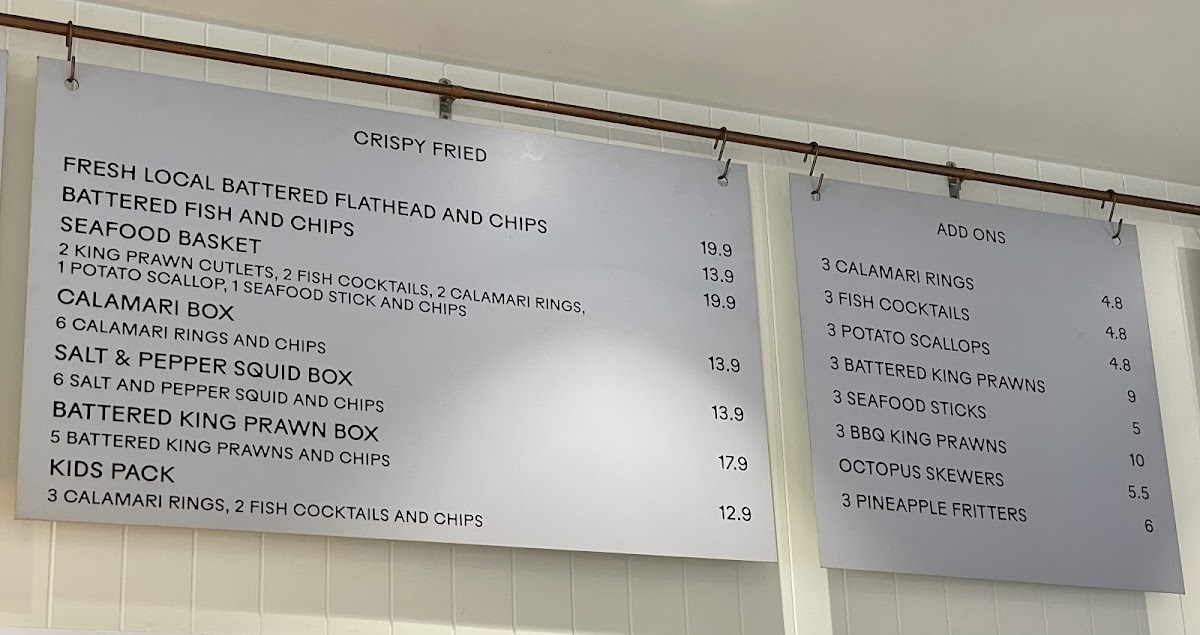 CRISPY FRIED
FRESH LOCAL BATTERED FLATHEAD AND CHIPS 19.9
BATTERED FISH AND CHIPS 13.9
SEAFOOD BASKET 19.9
2 KING PRAWN CUTLETS, 2 FISH COCKTAILS, 2 CALAMARI RINGS,
1 POTATO SCALLOP, 1 SEAFOOD STICK AND CHIPS
CALAMARI BOX 13.9
6 CALAMARI RINGS AND CHIPS
SALT & PEPPER SQUID BOX 13.9
6 SALT AND PEPPER SQUID AND CHIPS
BATTERED KING PRAWN BOX 17.9
5 BATTERED KING PRAWNS AND CHIPS
KIDS PACK 12.9
3 CALAMARI RINGS, 2 FISH COCKTAILS AND CHIPS
ADD ONS
3 CALAMARI RINGS 4.8
3 FISH COCKTAILS 4.8
3 POTATO SCALLOPS 4.8
3 BATTERED KING PRAWNS 9
3 SEAFOOD STICKS 5
3 BBQ KING PRAWNS 10
OCTOPUS SKEWERS 5.5
3 PINEAPPLE FRITTERS 6